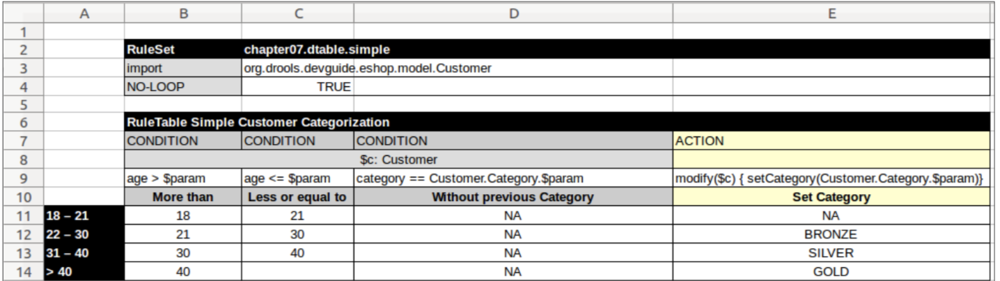 A B C D E
1
2 RuleSet chapter07.dtable.simple
3 import org.drools.devguide.eshop.model.Customer
4 NO-LOOP TRUE
5
6 RuleTable Simple Customer Categorization
7 CONDITION CONDITION CONDITION ACTION
8 $c: Customer
9 age > $param age <= $param category == Customer.Category.$param modify($c) { setCategory(Customer.Category.$param)}
10 More than Less or equal to Without previous Category Set Category
11 18 – 21 18 21 NA NA
12 22 – 30 21 30 NA BRONZE
13 31 – 40 30 40 NA SILVER
14 > 40 40 NA GOLD